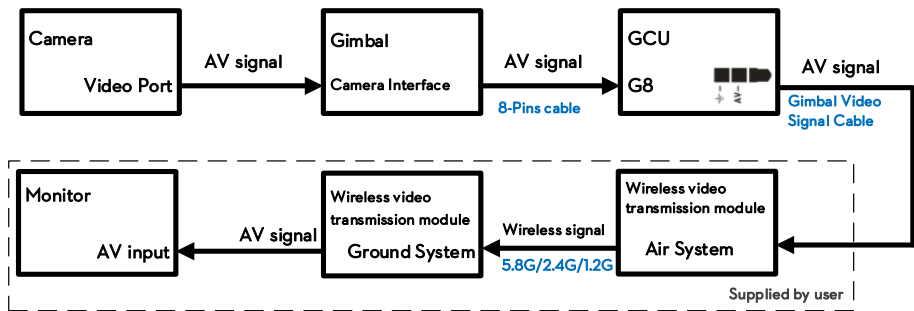 Camera
Video Port
AV signal
Gimbal
Camera Interface
AV signal
8-Pins cable
GCU
G8
AV
AV signal
Gimbal Video
Signal Cable
Monitor
AV input
AV signal
Wireless video
transmission module
Ground System
Wireless signal
5.8G/2.4G/1.2G
Wireless video
transmission module
Air System
Supplied by user